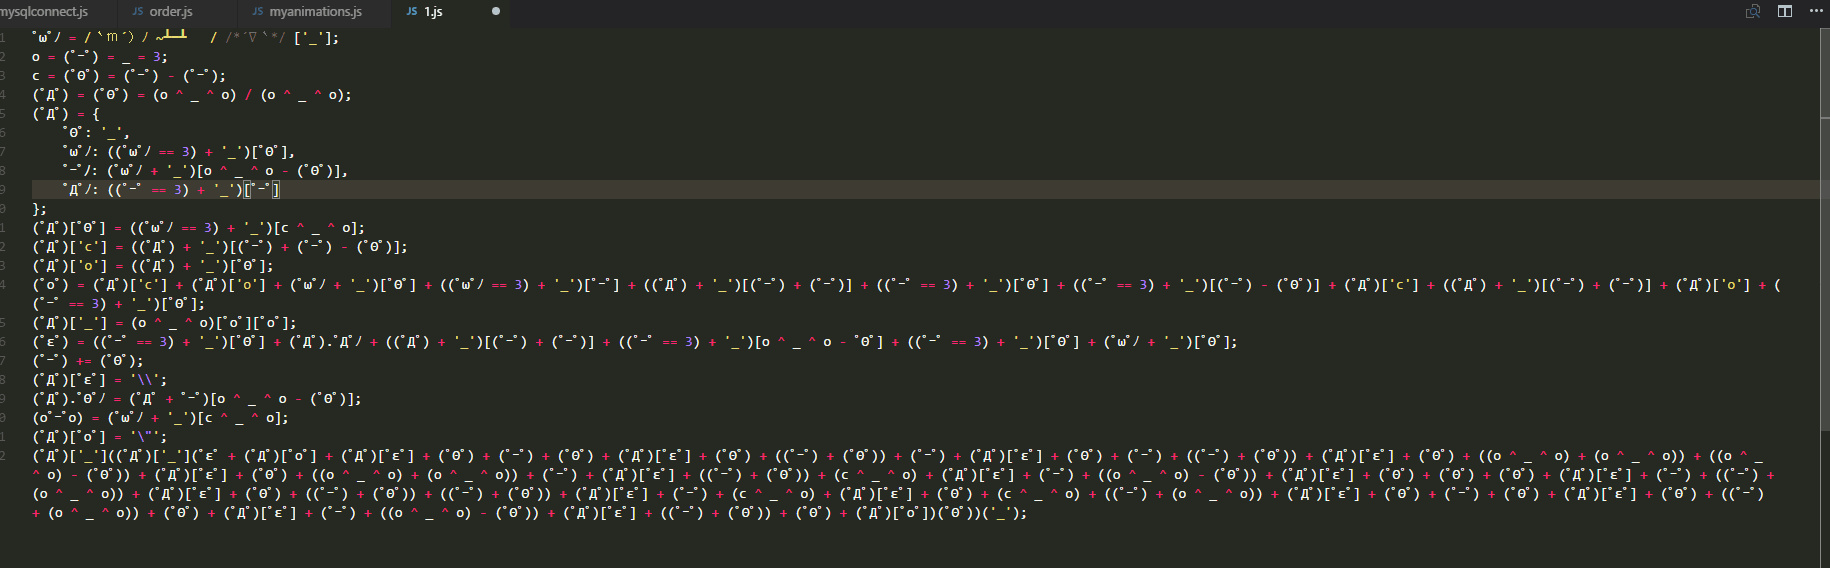 mysqlconnect.js JS order.js JS myanimations.js JS 1.js
1 ﾟωﾟﾉ = /｀ｍ´）ﾉ ~┻━┻   / /*´∇｀*/ ['_'];
2 o = (ﾟｰﾟ) = _ = 3;
3 c = (ﾟΘﾟ) = (ﾟｰﾟ) - (ﾟｰﾟ);
4 (ﾟДﾟ) = (ﾟΘﾟ) = (o ^ _ ^ o) / (o ^ _ ^ o);
5 (ﾟДﾟ) = {
6 ﾟΘﾟ: '_',
7 ﾟωﾟﾉ: ((ﾟωﾟﾉ == 3) + '_')[ﾟΘﾟ],
8 ﾟｰﾟﾉ: (ﾟωﾟﾉ + '_')[o ^ _ ^ o - (ﾟΘﾟ)],
9 ﾟДﾟﾉ: ((ﾟｰﾟ == 3) + '_')[ﾟｰﾟ]
0 };
1 (ﾟДﾟ)[ﾟΘﾟ] = ((ﾟωﾟﾉ == 3) + '_')[c ^ _ ^ o];
2 (ﾟДﾟ)['c'] = ((ﾟДﾟ) + '_')[(ﾟｰﾟ) + (ﾟｰﾟ) - (ﾟΘﾟ)];
3 (ﾟДﾟ)['o'] = ((ﾟДﾟ) + '_')[ﾟΘﾟ];
4 (ﾟoﾟ) = (ﾟДﾟ)['c'] + (ﾟДﾟ)['o'] + (ﾟωﾟﾉ + '_')[ﾟΘﾟ] + ((ﾟωﾟﾉ == 3) + '_')[ﾟｰﾟ] + ((ﾟДﾟ) + '_')[(ﾟｰﾟ) + (ﾟｰﾟ)] + ((ﾟｰﾟ == 3) + '_')[ﾟΘﾟ] + ((ﾟｰﾟ == 3) + '_')[(ﾟｰﾟ) - (ﾟΘﾟ)] + (ﾟДﾟ)['c'] + ((ﾟДﾟ) + '_')[(ﾟｰﾟ) + (ﾟｰﾟ)] + (ﾟДﾟ)['o'] + (
(ﾟｰﾟ == 3) + '_')[ﾟΘﾟ];
5 (ﾟДﾟ)['_'] = (o ^ _ ^ o)[ﾟoﾟ][ﾟoﾟ];
6 (ﾟεﾟ) = ((ﾟｰﾟ == 3) + '_')[ﾟΘﾟ] + (ﾟДﾟ).ﾟДﾟﾉ + ((ﾟДﾟ) + '_')[(ﾟｰﾟ) + (ﾟｰﾟ)] + ((ﾟｰﾟ == 3) + '_')[o ^ _ ^ o - ﾟΘﾟ] + ((ﾟｰﾟ == 3) + '_')[ﾟΘﾟ] + (ﾟωﾟﾉ + '_')[ﾟΘﾟ];
7 (ﾟｰﾟ) += (ﾟΘﾟ);
8 (ﾟДﾟ)[ﾟεﾟ] = '\\';
9 (ﾟДﾟ).ﾟΘﾟﾉ = (ﾟДﾟ + ﾟｰﾟ)[o ^ _ ^ o - (ﾟΘﾟ)];
0 (oﾟｰﾟo) = (ﾟωﾟﾉ + '_')[c ^ _ ^ o];
1 (ﾟДﾟ)[ﾟoﾟ] = '\"';
2 (ﾟДﾟ)['_']((ﾟДﾟ)['_'](ﾟεﾟ + (ﾟДﾟ)[ﾟoﾟ] + (ﾟДﾟ)[ﾟεﾟ] + (ﾟΘﾟ) + (ﾟｰﾟ) + (ﾟΘﾟ) + (ﾟДﾟ)[ﾟεﾟ] + (ﾟΘﾟ) + ((ﾟｰﾟ) + (ﾟΘﾟ)) + (ﾟｰﾟ) + (ﾟДﾟ)[ﾟεﾟ] + (ﾟΘﾟ) + (ﾟｰﾟ) + ((ﾟｰﾟ) + (ﾟΘﾟ)) + (ﾟДﾟ)[ﾟεﾟ] + (ﾟΘﾟ) + ((o ^ _ ^ o) + (o ^ _ ^ o)) + ((o ^ _
^ o) - (ﾟΘﾟ)) + (ﾟДﾟ)[ﾟεﾟ] + (ﾟΘﾟ) + ((o ^ _ ^ o) + (o ^ _ ^ o)) + (ﾟｰﾟ) + (ﾟДﾟ)[ﾟεﾟ] + ((ﾟｰﾟ) + (ﾟΘﾟ)) + (c ^ _ ^ o) + (ﾟДﾟ)[ﾟεﾟ] + (ﾟｰﾟ) + ((o ^ _ ^ o) - (ﾟΘﾟ)) + (ﾟДﾟ)[ﾟεﾟ] + (ﾟΘﾟ) + (ﾟΘﾟ) + (ﾟΘﾟ) + (ﾟДﾟ)[ﾟεﾟ] + (ﾟｰﾟ) + ((ﾟｰﾟ) +
(o ^ _ ^ o)) + (ﾟДﾟ)[ﾟεﾟ] + (ﾟΘﾟ) + ((ﾟｰﾟ) + (ﾟΘﾟ)) + ((ﾟｰﾟ) + (ﾟΘﾟ)) + (ﾟДﾟ)[ﾟεﾟ] + (ﾟｰﾟ) + (c ^ _ ^ o) + (ﾟДﾟ)[ﾟεﾟ] + (ﾟΘﾟ) + (c ^ _ ^ o) + ((ﾟｰﾟ) + (o ^ _ ^ o)) + (ﾟДﾟ)[ﾟεﾟ] + (ﾟΘﾟ) + (ﾟｰﾟ) + (ﾟΘﾟ) + (ﾟДﾟ)[ﾟεﾟ] + (ﾟΘﾟ) + ((ﾟｰﾟ)
+ (o ^ _ ^ o)) + (ﾟΘﾟ) + (ﾟДﾟ)[ﾟεﾟ] + (ﾟｰﾟ) + ((o ^ _ ^ o) - (ﾟΘﾟ)) + (ﾟДﾟ)[ﾟεﾟ] + ((ﾟｰﾟ) + (ﾟΘﾟ)) + (ﾟΘﾟ) + (ﾟДﾟ)[ﾟoﾟ])(ﾟΘﾟ))('_');